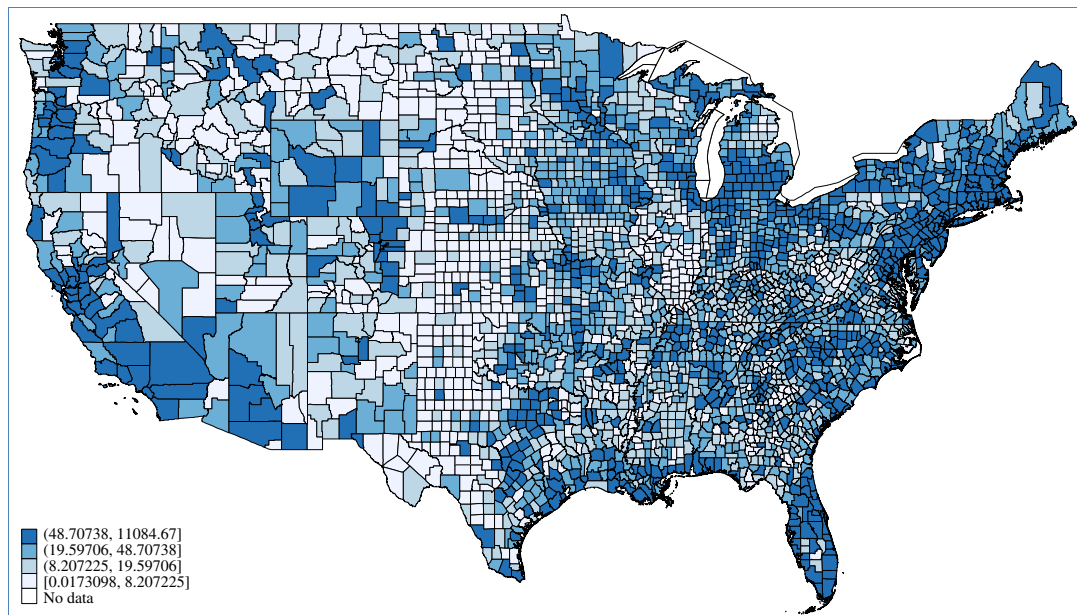 (48.70738, 11084.67]
(19.59706, 48.70738]
(8.207225, 19.59706]
[0.0173098, 8.207225]
No data